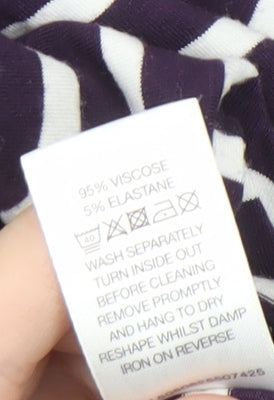 95% VISCOSE
5% ELASTANE
40
WASH SEPARATELY
TURN INSIDE OUT
BEFORE CLEANING
REMOVE PROMPTLY
AND HANG TO DRY
RESHAPE WHILST DAMP
IRON ON REVERSE